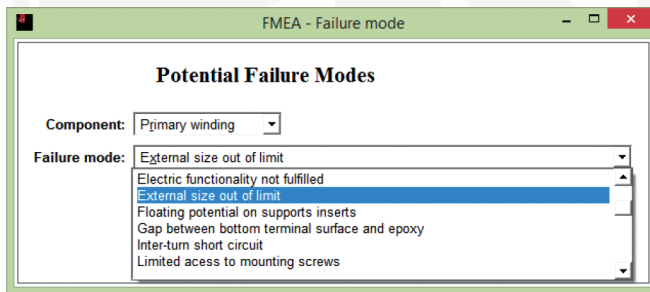 FMEA - Failure mode
Potential Failure Modes
Component: Primary winding
Failure mode: External size out of limit
Electric functionality not fulfilled
External size out of limit
Floating potential on supports inserts
Gap between bottom terminal surface and epoxy
Inter-turn short circuit
Limited acess to mounting screws